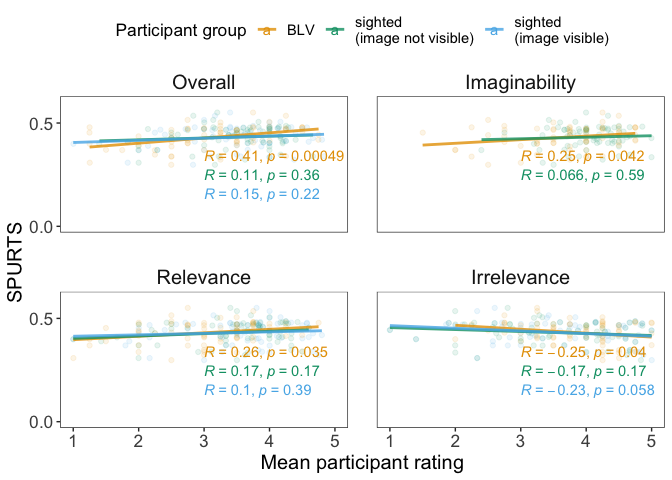 Participant group a BLV a sighted (image not visible) a sighted (image visible)
Overall
Imaginability
0.5
R = 0.41, p = 0.00049
R = 0.11, p = 0.36
R = 0.15, p = 0.22
0.0
R = 0.25, p = 0.042
R = 0.066, p = 0.59
SPURTS
Relevance
Irrelevance
0.5
R = 0.26, p = 0.035
R = 0.17, p = 0.17
R = 0.1, p = 0.39
0.0
R = −0.25, p = 0.04
R = −0.17, p = 0.17
R = −0.23, p = 0.058
1 2 3 4 5
1 2 3 4 5
Mean participant rating